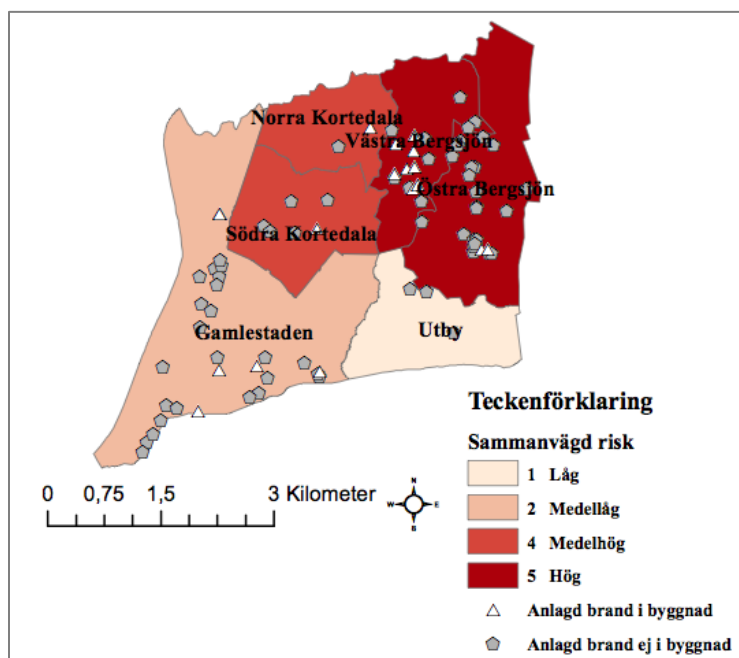 Norra Kortedala
Västra Bergsjön
Östra Bergsjön
Södra Kortedala
Gamlestaden
Utby
Teckenförklaring
Sammanvägd risk
1 Låg
2 Medellåg
4 Medelhög
5 Hög
Anlagd brand i byggnad
Anlagd brand ej i byggnad
0 0,75 1,5 3 Kilometer
N
W E
S